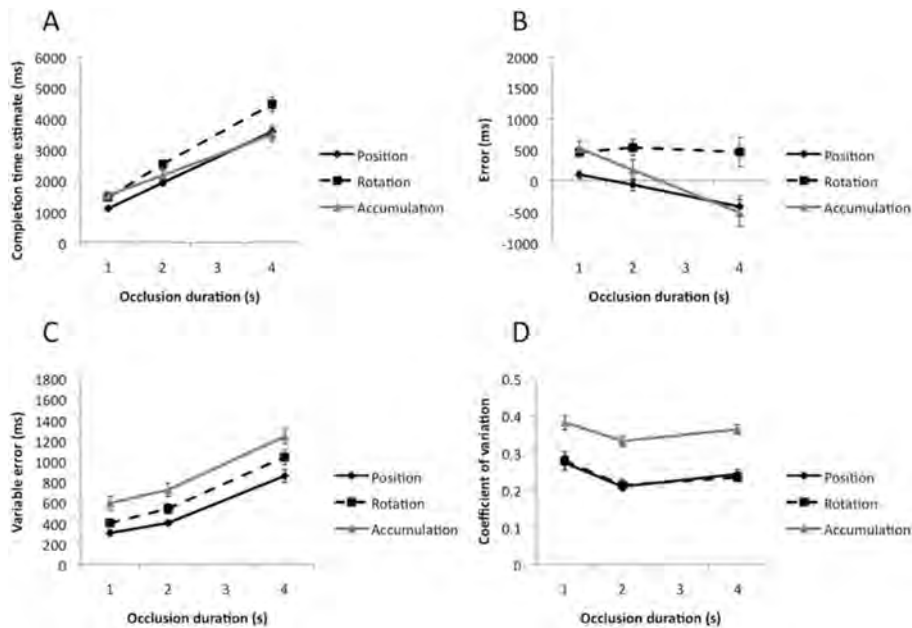 A
Completion time estimate (ms)
6000
5000
4000
3000
2000
1000
0
1 2 3 4
Occlusion duration (s)
Position
Rotation
Accumulation
B
Error (ms)
2000
1500
1000
500
0
-500
-1000
1 2 3 4
Occlusion duration (s)
Position
Rotation
Accumulation
C
Variable error (ms)
1800
1600
1400
1200
1000
800
600
400
200
0
1 2 3 4
Occlusion duration (s)
Position
Rotation
Accumulation
D
Coefficient of variation
0.5
0.4
0.3
0.2
0.1
0
1 2 3 4
Occlusion duration (s)
Position
Rotation
Accumulation